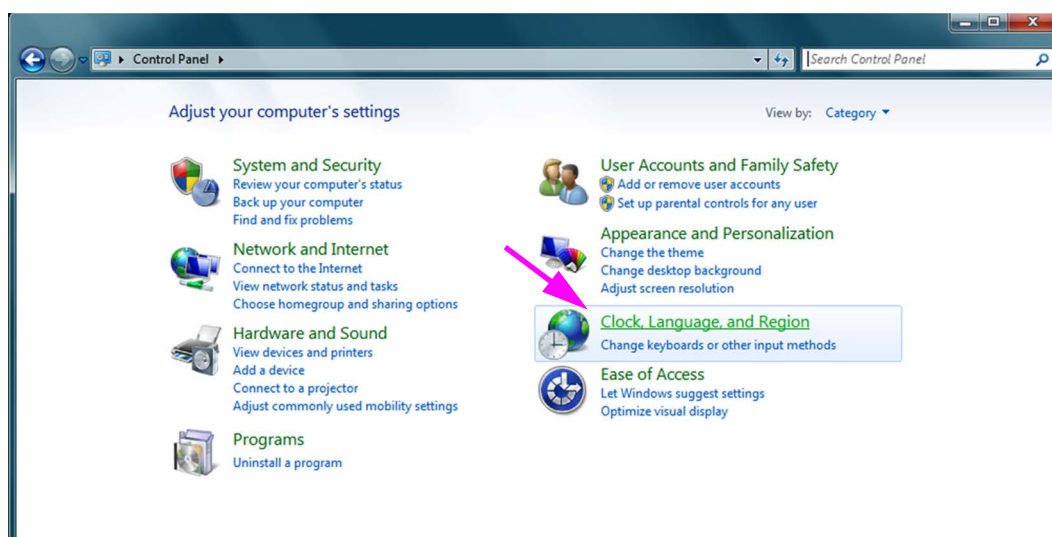 Control Panel
Search Control Panel
Adjust your computer's settings
View by: Category
System and Security
Review your computer's status
Back up your computer
Find and fix problems
Network and Internet
Connect to the Internet
View network status and tasks
Choose homegroup and sharing options
Hardware and Sound
View devices and printers
Add a device
Connect to a projector
Adjust commonly used mobility settings
Programs
Uninstall a program
User Accounts and Family Safety
Add or remove user accounts
Set up parental controls for any user
Appearance and Personalization
Change the theme
Change desktop background
Adjust screen resolution
Clock, Language, and Region
Change keyboards or other input methods
Ease of Access
Let Windows suggest settings
Optimize visual display